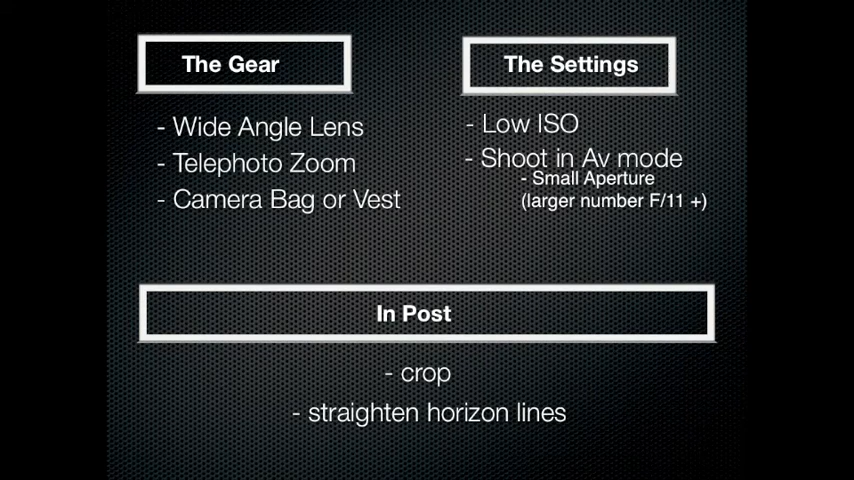 The Gear
- Wide Angle Lens
- Telephoto Zoom
- Camera Bag or Vest
The Settings
- Low ISO
- Shoot in Av mode
- Small Aperture
(larger number F/11 +)
In Post
- crop
- straighten horizon lines